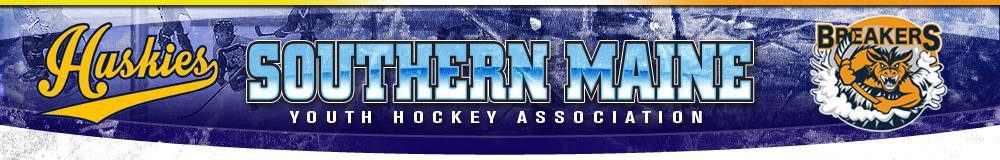 Huskies
SOUTHERN MAINE
YOUTH HOCKEY ASSOCIATION
BREAKERS